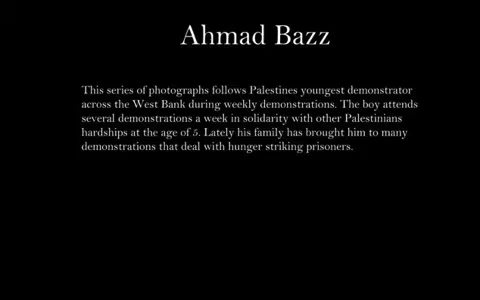 Ahmad Bazz
This series of photographs follows Palestines youngest demonstrator
across the West Bank during weekly demonstrations. The boy attends
several demonstrations a week in solidarity with other Palestinians
hardships at the age of 5. Lately his family has brought him to many
demonstrations that deal with hunger striking prisoners.